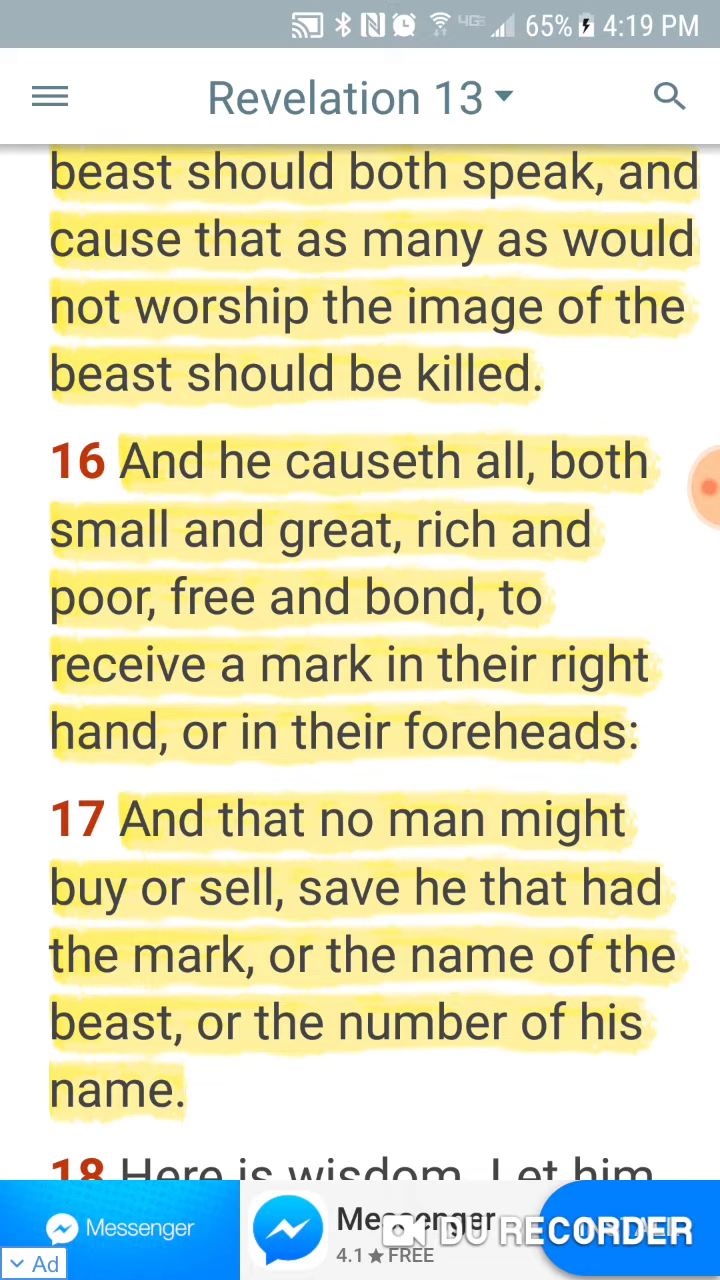 4G 65% 4:19 PM
Revelation 13
beast should both speak, and
cause that as many as would
not worship the image of the
beast should be killed.
16 And he causeth all, both
small and great, rich and
poor, free and bond, to
receive a mark in their right
hand, or in their foreheads:
17 And that no man might
buy or sell, save he that had
the mark, or the name of the
beast, or the number of his
name.
18 Here is wisdom. Let him
Messenger
Messenger
DU RECORDER
4.1 ★ FREE
Ad